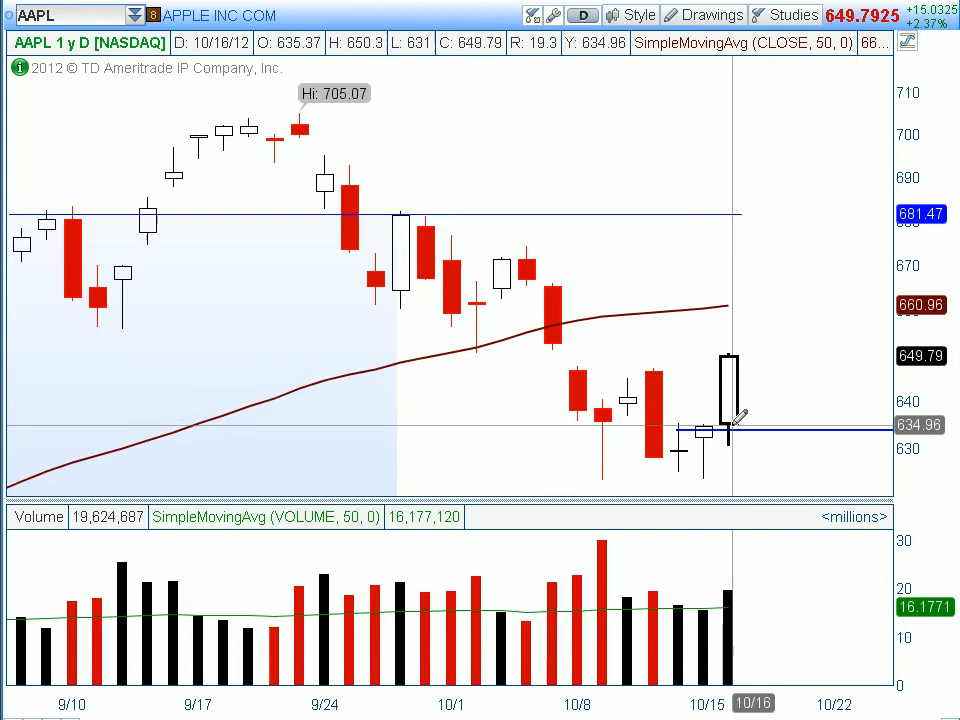 AAPL 8 APPLE INC COM D Style Drawings Studies 649.7925 +15.0325
+2.37%
AAPL 1 y D [NASDAQ] D: 10/16/12 O: 635.37 H: 650.3 L: 631 C: 649.79 R: 19.3 Y: 634.96 SimpleMovingAvg (CLOSE, 50, 0) 66...
i 2012 © TD Ameritrade IP Company, Inc.
Hi: 705.07
710
700
690
681.47
670
660.96
649.79
640
634.96
630
Volume 19,624,687 SimpleMovingAvg (VOLUME, 50, 0) 16,177,120 <millions>
30
20
16.1771
10
0
9/10 9/17 9/24 10/1 10/8 10/15 10/16 10/22